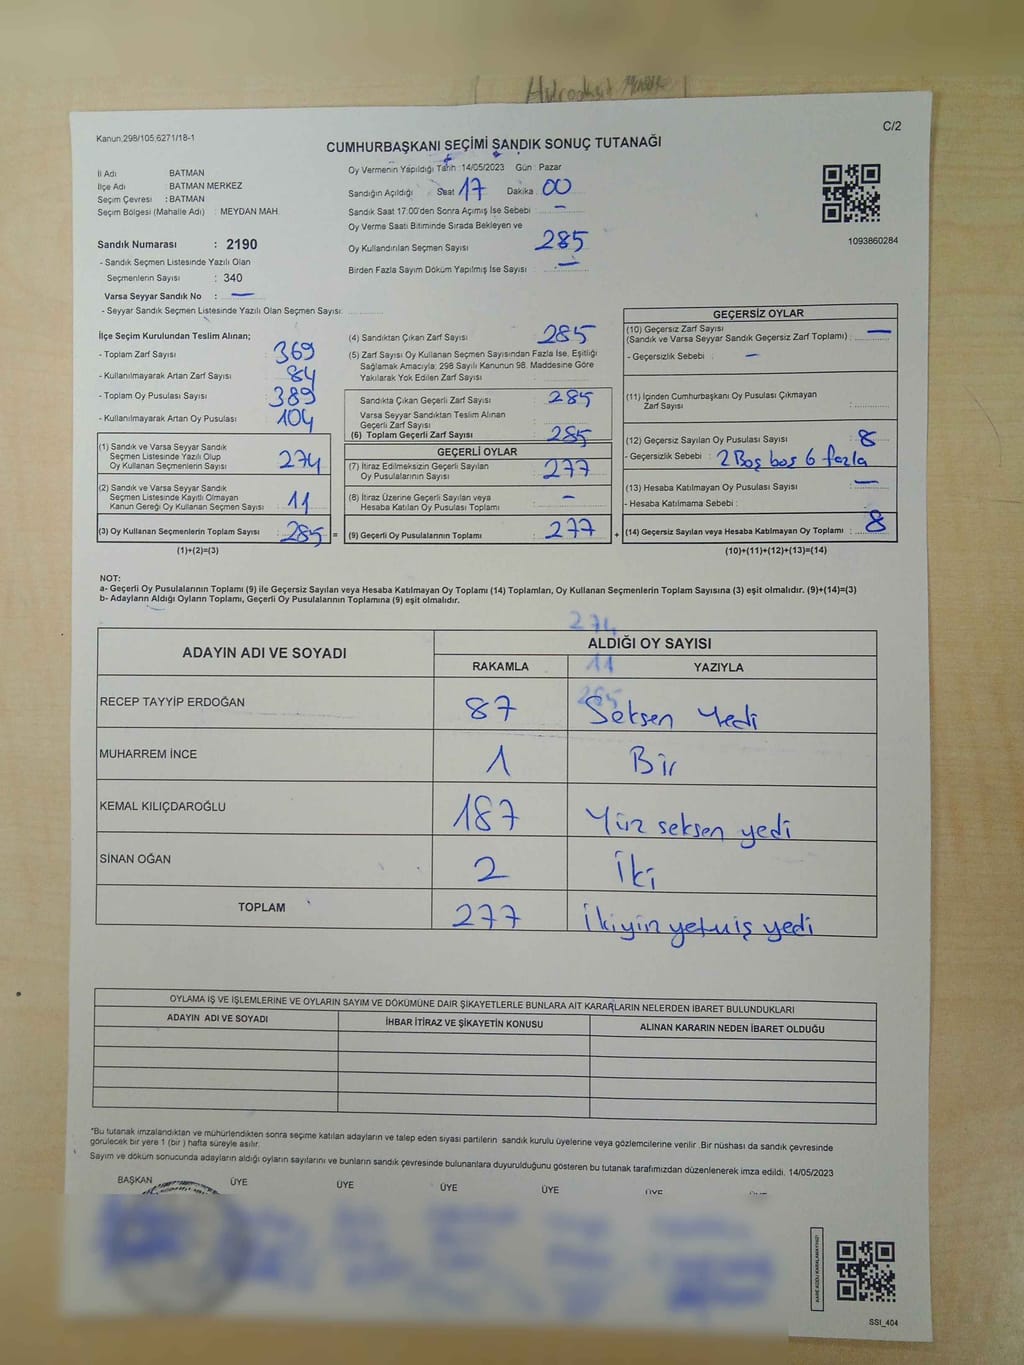 Kanun,298/105,6271/18-1
C/2
CUMHURBAŞKANI SEÇİMİ SANDIK SONUÇ TUTANAĞI
İl Adı BATMAN
İlçe Adı : BATMAN MERKEZ
Seçim Çevresi : BATMAN
Seçim Bölgesi (Mahalle Adı) : MEYDAN MAH.
Sandık Numarası : 2190
- Sandık Seçmen Listesinde Yazılı Olan
Seçmenlerin Sayısı : 340
Varsa Seyyar Sandık No : —
- Seyyar Sandık Seçmen Listesinde Yazılı Olan Seçmen Sayısı:
Oy Vermenin Yapıldığı Tarih :14/05/2023 Gün : Pazar
Sandığın Açıldığı Saat 17 Dakika 00
Sandık Saat 17:00'den Sonra Açımış İse Sebebi : —
Oy Verme Saati Bitiminde Sırada Bekleyen ve
Oy Kullandırılan Seçmen Sayısı : 285
Birden Fazla Sayım Döküm Yapılmış İse Sayısı : —
1093860284
İlçe Seçim Kurulundan Teslim Alınan;
- Toplam Zarf Sayısı : 369
- Kullanılmayarak Artan Zarf Sayısı : 84
- Toplam Oy Pusulası Sayısı : 389
- Kullanılmayarak Artan Oy Pusulası : 104
(1) Sandık ve Varsa Seyyar Sandık
Seçmen Listesinde Yazılı Olup
Oy Kullanan Seçmenlerin Sayısı : 274
(2) Sandık ve Varsa Seyyar Sandık
Seçmen Listesinde Kayıtlı Olmayan
Kanun Gereği Oy Kullanan Seçmen Sayısı : 11
(3) Oy Kullanan Seçmenlerin Toplam Sayısı : 285
(1)+(2)=(3)
(4) Sandıktan Çıkan Zarf Sayısı : 285
(5) Zarf Sayısı Oy Kullanan Seçmen Sayısından Fazla İse, Eşitliği
Sağlamak Amacıyla; 298 Sayılı Kanunun 98. Maddesine Göre
Yakılarak Yok Edilen Zarf Sayısı :
Sandıkta Çıkan Geçerli Zarf Sayısı : 285
Varsa Seyyar Sandıktan Teslim Alınan
Geçerli Zarf Sayısı :
(6) Toplam Geçerli Zarf Sayısı : 285
GEÇERLİ OYLAR
(7) İtiraz Edilmeksizin Geçerli Sayılan
Oy Pusulalarının Sayısı : 277
(8) İtiraz Üzerine Geçerli Sayılan veya
Hesaba Katılan Oy Pusulası Toplamı : —
= (9) Geçerli Oy Pusulalarının Toplamı : 277 +
GEÇERSİZ OYLAR
(10) Geçersiz Zarf Sayısı
(Sandık ve Varsa Seyyar Sandık Geçersiz Zarf Toplamı) : —
- Geçersizlik Sebebi : —
(11) İçinden Cumhurbaşkanı Oy Pusulası Çıkmayan
Zarf Sayısı :
(12) Geçersiz Sayılan Oy Pusulası Sayısı : 8
- Geçersizlik Sebebi : 2 Boş boş 6 fazla
(13) Hesaba Katılmayan Oy Pusulası Sayısı : —
- Hesaba Katılmama Sebebi :
(14) Geçersiz Sayılan veya Hesaba Katılmayan Oy Toplamı : 8
(10)+(11)+(12)+(13)=(14)
NOT:
a- Geçerli Oy Pusulalarının Toplamı (9) ile Geçersiz Sayılan veya Hesaba Katılmayan Oy Toplamı (14) Toplamları, Oy Kullanan Seçmenlerin Toplam Sayısına (3) eşit olmalıdır. (9)+(14)=(3)
b- Adayların Aldığı Oyların Toplamı, Geçerli Oy Pusulalarının Toplamına (9) eşit olmalıdır.
274
11
285
ADAYIN ADI VE SOYADI
ALDIĞI OY SAYISI
RAKAMLA YAZIYLA
RECEP TAYYİP ERDOĞAN 87 Seksen Yedi
MUHARREM İNCE 1 Bir
KEMAL KILIÇDAROĞLU 187 Yüz seksen yedi
SİNAN OĞAN 2 İki
TOPLAM 277 İkiyüz yetmiş yedi
OYLAMA İŞ VE İŞLEMLERİNE VE OYLARIN SAYIM VE DÖKÜMÜNE DAİR ŞİKAYETLERLE BUNLARA AİT KARARLARIN NELERDEN İBARET BULUNDUKLARI
ADAYIN ADI VE SOYADI İHBAR İTİRAZ VE ŞİKAYETİN KONUSU ALINAN KARARIN NEDEN İBARET OLDUĞU
*Bu tutanak imzalandıktan ve mühürlendikten sonra seçime katılan adayların ve talep eden siyasi partilerin sandık kurulu üyelerine veya gözlemcilerine verilir .Bir nüshası da sandık çevresinde
görülecek bir yere 1 (bir ) hafta süreyle asılır.
Sayım ve döküm sonucunda adayların aldığı oyların sayılarını ve bunların sandık çevresinde bulunanlara duyurulduğunu gösteren bu tutanak tarafımızdan düzenlenerek imza edildi. 14/05/2023
BAŞKAN ÜYE ÜYE ÜYE ÜYE ÜYE
KARE KODU KARALAMAYINIZ!
SSI_404